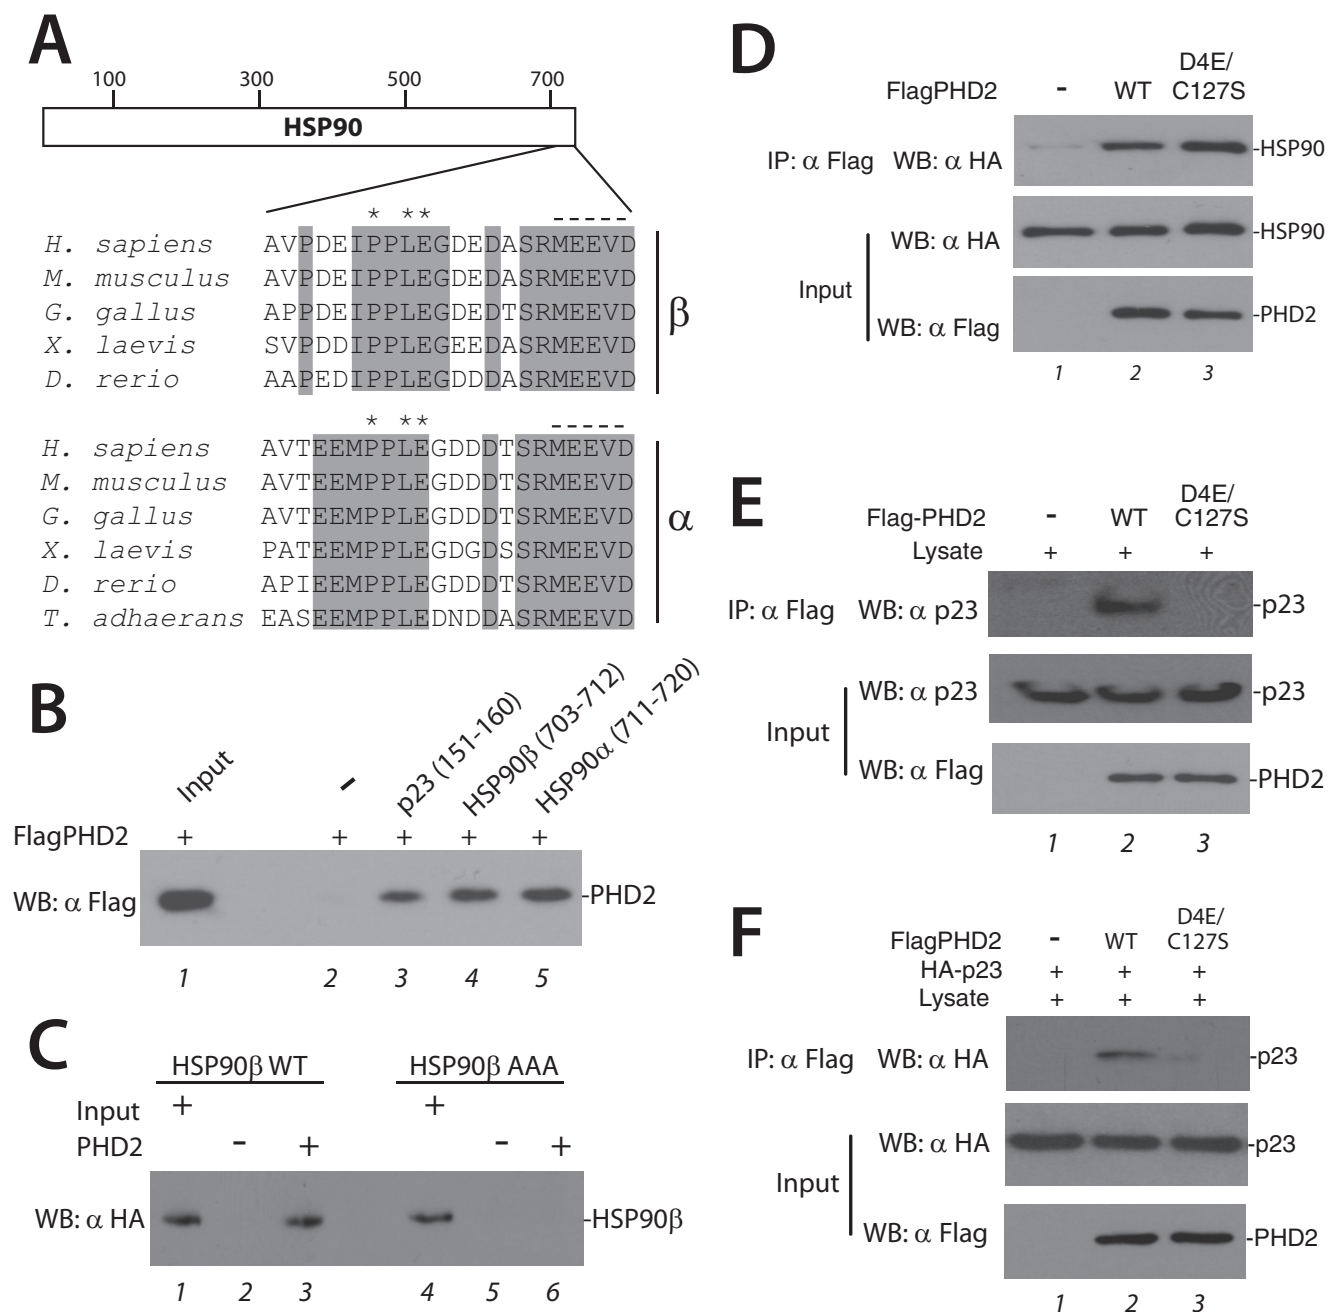 A
100 300 500 700
HSP90
* ** -----
H. sapiens AVPDEIPPLEGDEDASRMEEVD
M. musculus AVPDEIPPLEGDEDASRMEEVD
G. gallus APPDEIPPLEGDEDTSRMEEVD
X. laevis SVPDDIPPLEGEEDASRMEEVD
D. rerio AAPEDIPPLEGDDDASRMEEVD
β
* ** -----
H. sapiens AVTEEMPPLEGDDDTSRMEEVD
M. musculus AVTEEMPPLEGDDDTSRMEEVD
G. gallus AVTEEMPPLEGDDDTSRMEEVD
X. laevis PATEEMPPLEGDGDSSRMEEVD
D. rerio APIEEMPPLEGDDDTSRMEEVD
T. adhaerans EASEEMPPLEDNDDASRMEEVD
α
B
Input - p23 (151-160) HSP90β (703-712) HSP90α (711-720)
FlagPHD2 + + + + +
WB: α Flag -PHD2
1 2 3 4 5
C
HSP90β WT HSP90β AAA
Input + +
PHD2 - + - +
WB: α HA -HSP90β
1 2 3 4 5 6
D
D4E/
FlagPHD2 - WT C127S
IP: α Flag WB: α HA -HSP90
WB: α HA -HSP90
Input
WB: α Flag -PHD2
1 2 3
E
D4E/
Flag-PHD2 - WT C127S
Lysate + + +
IP: α Flag WB: α p23 -p23
WB: α p23 -p23
Input
WB: α Flag -PHD2
1 2 3
F
D4E/
FlagPHD2 - WT C127S
HA-p23 + + +
Lysate + + +
IP: α Flag WB: α HA -p23
WB: α HA -p23
Input
WB: α Flag -PHD2
1 2 3